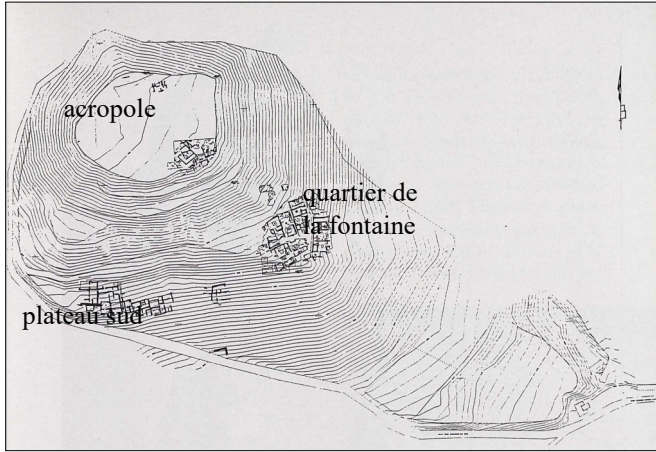 acropole
quartier de
la fontaine
plateau sud